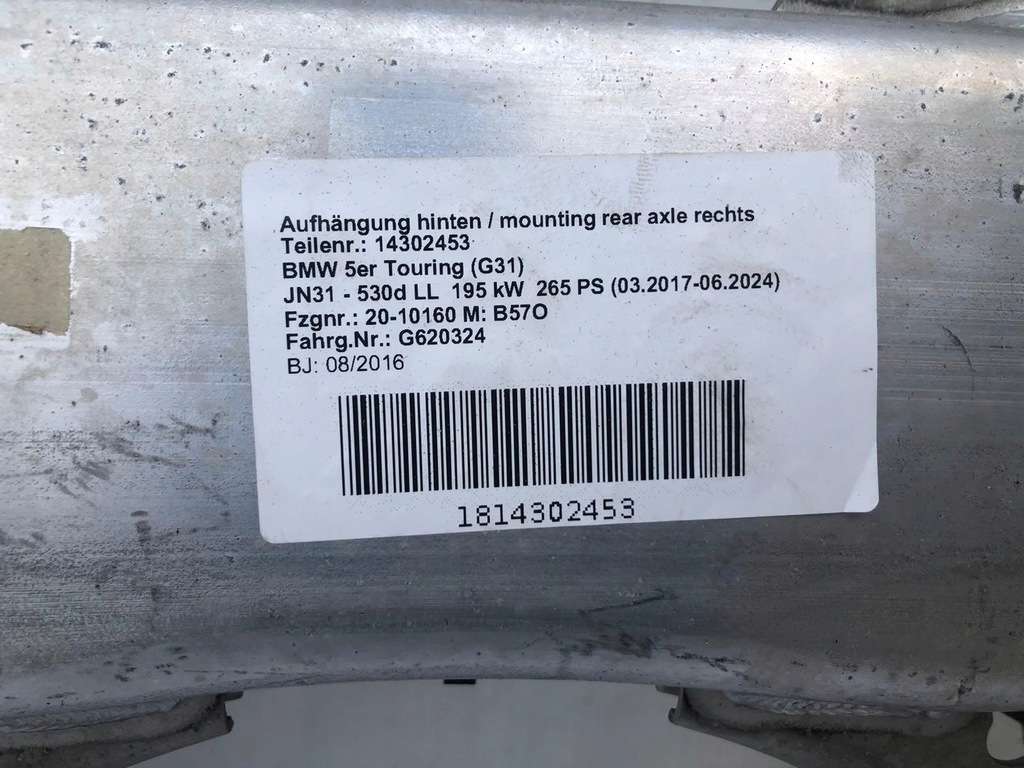 Aufhängung hinten / mounting rear axle rechts
Teilenr.: 14302453
BMW 5er Touring (G31)
JN31 - 530d LL 195 kW 265 PS (03.2017-06.2024)
Fzgnr.: 20-10160 M: B57O
Fahrg.Nr.: G620324
BJ: 08/2016
1814302453